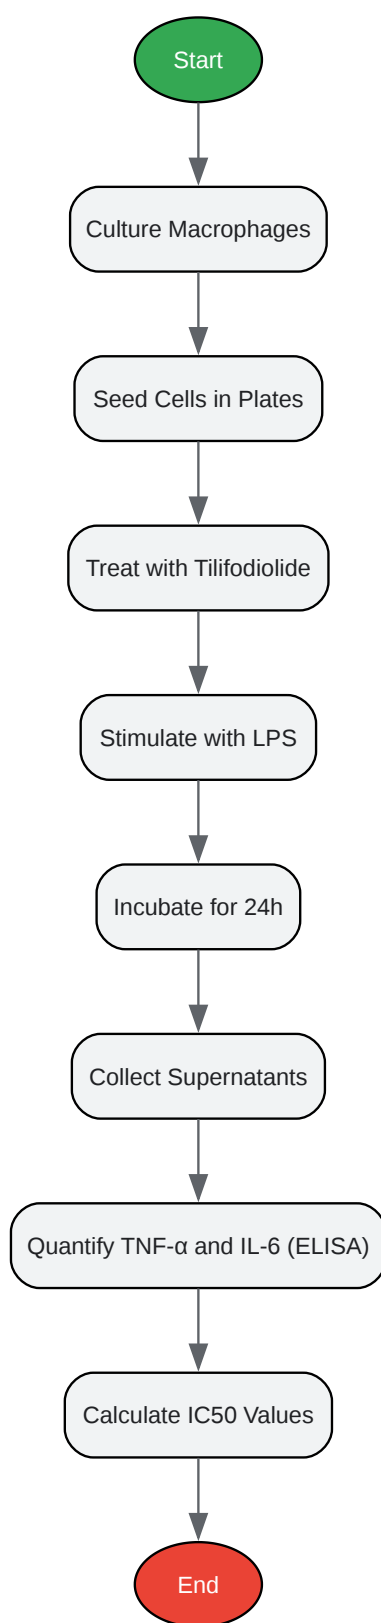 Start
Culture Macrophages
Seed Cells in Plates
Treat with Tilifodiolide
Stimulate with LPS
Incubate for 24h
Collect Supernatants
Quantify TNF-α and IL-6 (ELISA)
Calculate IC50 Values
End